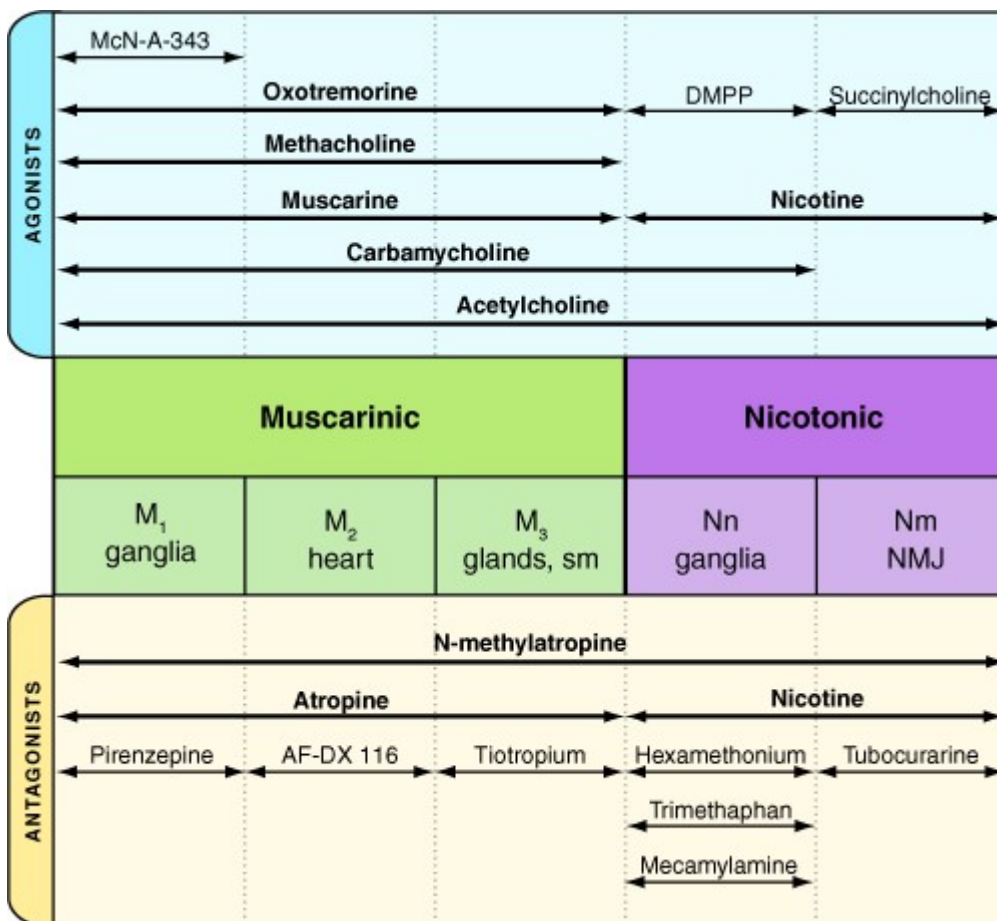 AGONISTS
McN-A-343
Oxotremorine
DMPP
Succinylcholine
Methacholine
Muscarine
Nicotine
Carbamycholine
Acetylcholine
Muscarinic
Nicotonic
M₁
ganglia
M₂
heart
M₃
glands, sm
Nn
ganglia
Nm
NMJ
ANTAGONISTS
N-methylatropine
Atropine
Nicotine
Pirenzepine
AF-DX 116
Tiotropium
Hexamethonium
Tubocurarine
Trimethaphan
Mecamylamine